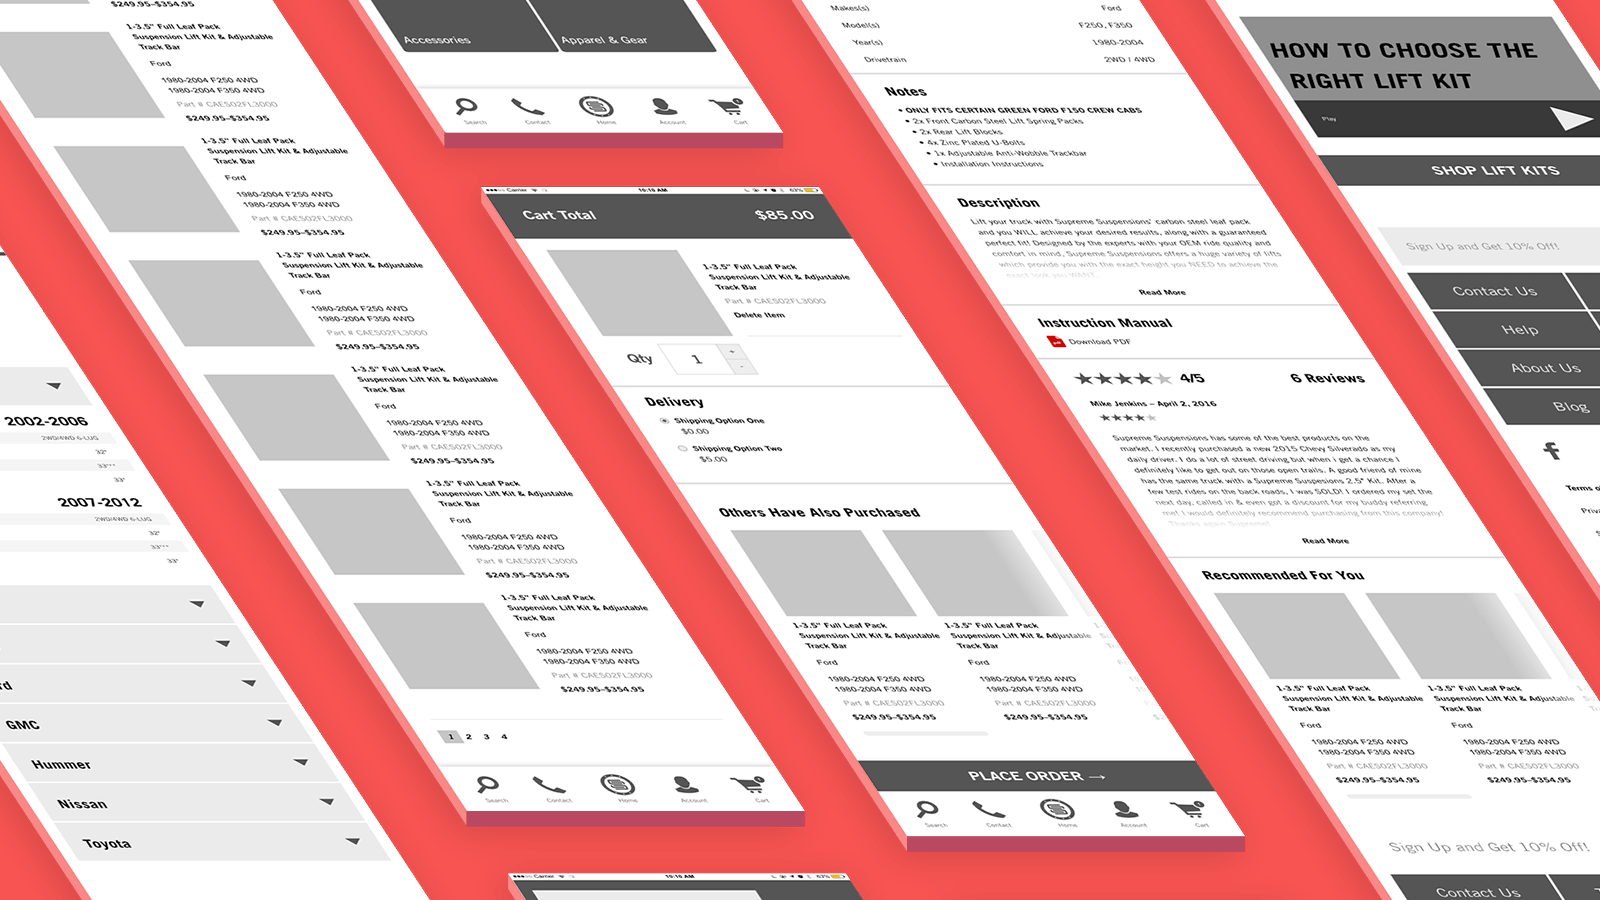 $249.95–$354.95
1-3.5" Full Leaf Pack
Suspension Lift Kit & Adjustable
Track Bar
Ford
1980-2004 F250 4WD
1980-2004 F350 4WD
Part # CAES02FL3000
$249.95–$354.95
1-3.5" Full Leaf Pack
Suspension Lift Kit & Adjustable
Track Bar
Ford
1980-2004 F250 4WD
1980-2004 F350 4WD
Part # CAES02FL3000
$249.95–$354.95
1-3.5" Full Leaf Pack
Suspension Lift Kit & Adjustable
Track Bar
Ford
1980-2004 F250 4WD
1980-2004 F350 4WD
Part # CAES02FL3000
$249.95–$354.95
1-3.5" Full Leaf Pack
Suspension Lift Kit & Adjustable
Track Bar
Ford
1980-2004 F250 4WD
1980-2004 F350 4WD
Part # CAES02FL3000
$249.95–$354.95
1-3.5" Full Leaf Pack
Suspension Lift Kit & Adjustable
Track Bar
Ford
1980-2004 F250 4WD
1980-2004 F350 4WD
Part # CAES02FL3000
$249.95–$354.95
1-3.5" Full Leaf Pack
Suspension Lift Kit & Adjustable
Track Bar
Ford
1980-2004 F250 4WD
1980-2004 F350 4WD
Part # CAES02FL3000
$249.95–$354.95
1 2 3 4
Search Contact Home Account Cart
2002-2006
2WD/4WD 6-LUG
32"
33"**
33"
2007-2012
2WD/4WD 6-LUG
32"
33"**
33"
GMC
Hummer
Nissan
Toyota
Accessories Apparel & Gear
Search Contact Home Account Cart
Carrier 10:10 AM 63%
Cart Total $85.00
1-3.5" Full Leaf Pack
Suspension Lift Kit & Adjustable
Track Bar
Part # CAES02FL3000
Delete Item
Qty 1 + -
Delivery
Shipping Option One
$0.00
Shipping Option Two
$5.00
Others Have Also Purchased
1-3.5" Full Leaf Pack 1-3.5" Full Leaf Pack
Suspension Lift Kit & Adjustable Suspension Lift Kit & Adjustable
Track Bar Track Bar
Ford Ford
1980-2004 F250 4WD 1980-2004 F250 4WD
1980-2004 F350 4WD 1980-2004 F350 4WD
Part # CAES02FL3000 Part # CAES02FL3000
$249.95–$354.95 $249.95–$354.95
PLACE ORDER →
Search Contact Home Account Cart
Carrier 10:10 AM 63%
Makes(s) Ford
Model(s) F250, F350
Year(s) 1980-2004
Drivetrain 2WD / 4WD
Notes
• ONLY FITS CERTAIN GREEN FORD F150 CREW CABS
• 2x Front Carbon Steel Lift Spring Packs
• 2x Rear Lift Blocks
• 4x Zinc Plated U-Bolts
• 1x Adjustable Anti-Wobble Trackbar
• Installation Instructions
Description
Lift your truck with Supreme Suspensions' carbon steel leaf pack
and you WILL achieve your desired results, along with a guaranteed
perfect fit! Designed by the experts with your OEM ride quality and
comfort in mind, Supreme Suspensions offers a huge variety of lifts
which provide you with the exact height you NEED to achieve the
exact look you WANT.
Read More
Instruction Manual
Download PDF
4/5 6 Reviews
Mike Jenkins – April 2, 2016
Supreme Suspensions has some of the best products on the
market. I recently purchased a new 2015 Chevy Silverado as my
daily driver. I do a lot of street driving but when i get a chance I
definitely like to get out on those open trails. A good friend of mine
has the same truck with a Supreme Suspesions 2.5" Kit. After a
few test rides on the back roads, I was SOLD! I ordered my set the
next day, called in & even got a discount for my buddy referring
me! I would definitely recommend purchasing from this company!
Thanks again Supreme!
Read More
Recommended For You
1-3.5" Full Leaf Pack 1-3.5" Full Leaf Pack
Suspension Lift Kit & Adjustable Suspension Lift Kit & Adjustable
Track Bar Track Bar
Ford Ford
1980-2004 F250 4WD 1980-2004 F250 4WD
1980-2004 F350 4WD 1980-2004 F350 4WD
Part # CAES02FL3000 Part # CAES02FL3000
$249.95–$354.95 $249.95–$354.95
Sign Up and Get 10% Off!
Contact Us
HOW TO CHOOSE THE
RIGHT LIFT KIT
Play
SHOP LIFT KITS
Sign Up and Get 10% Off!
Contact Us
Help
About Us
Blog
Terms